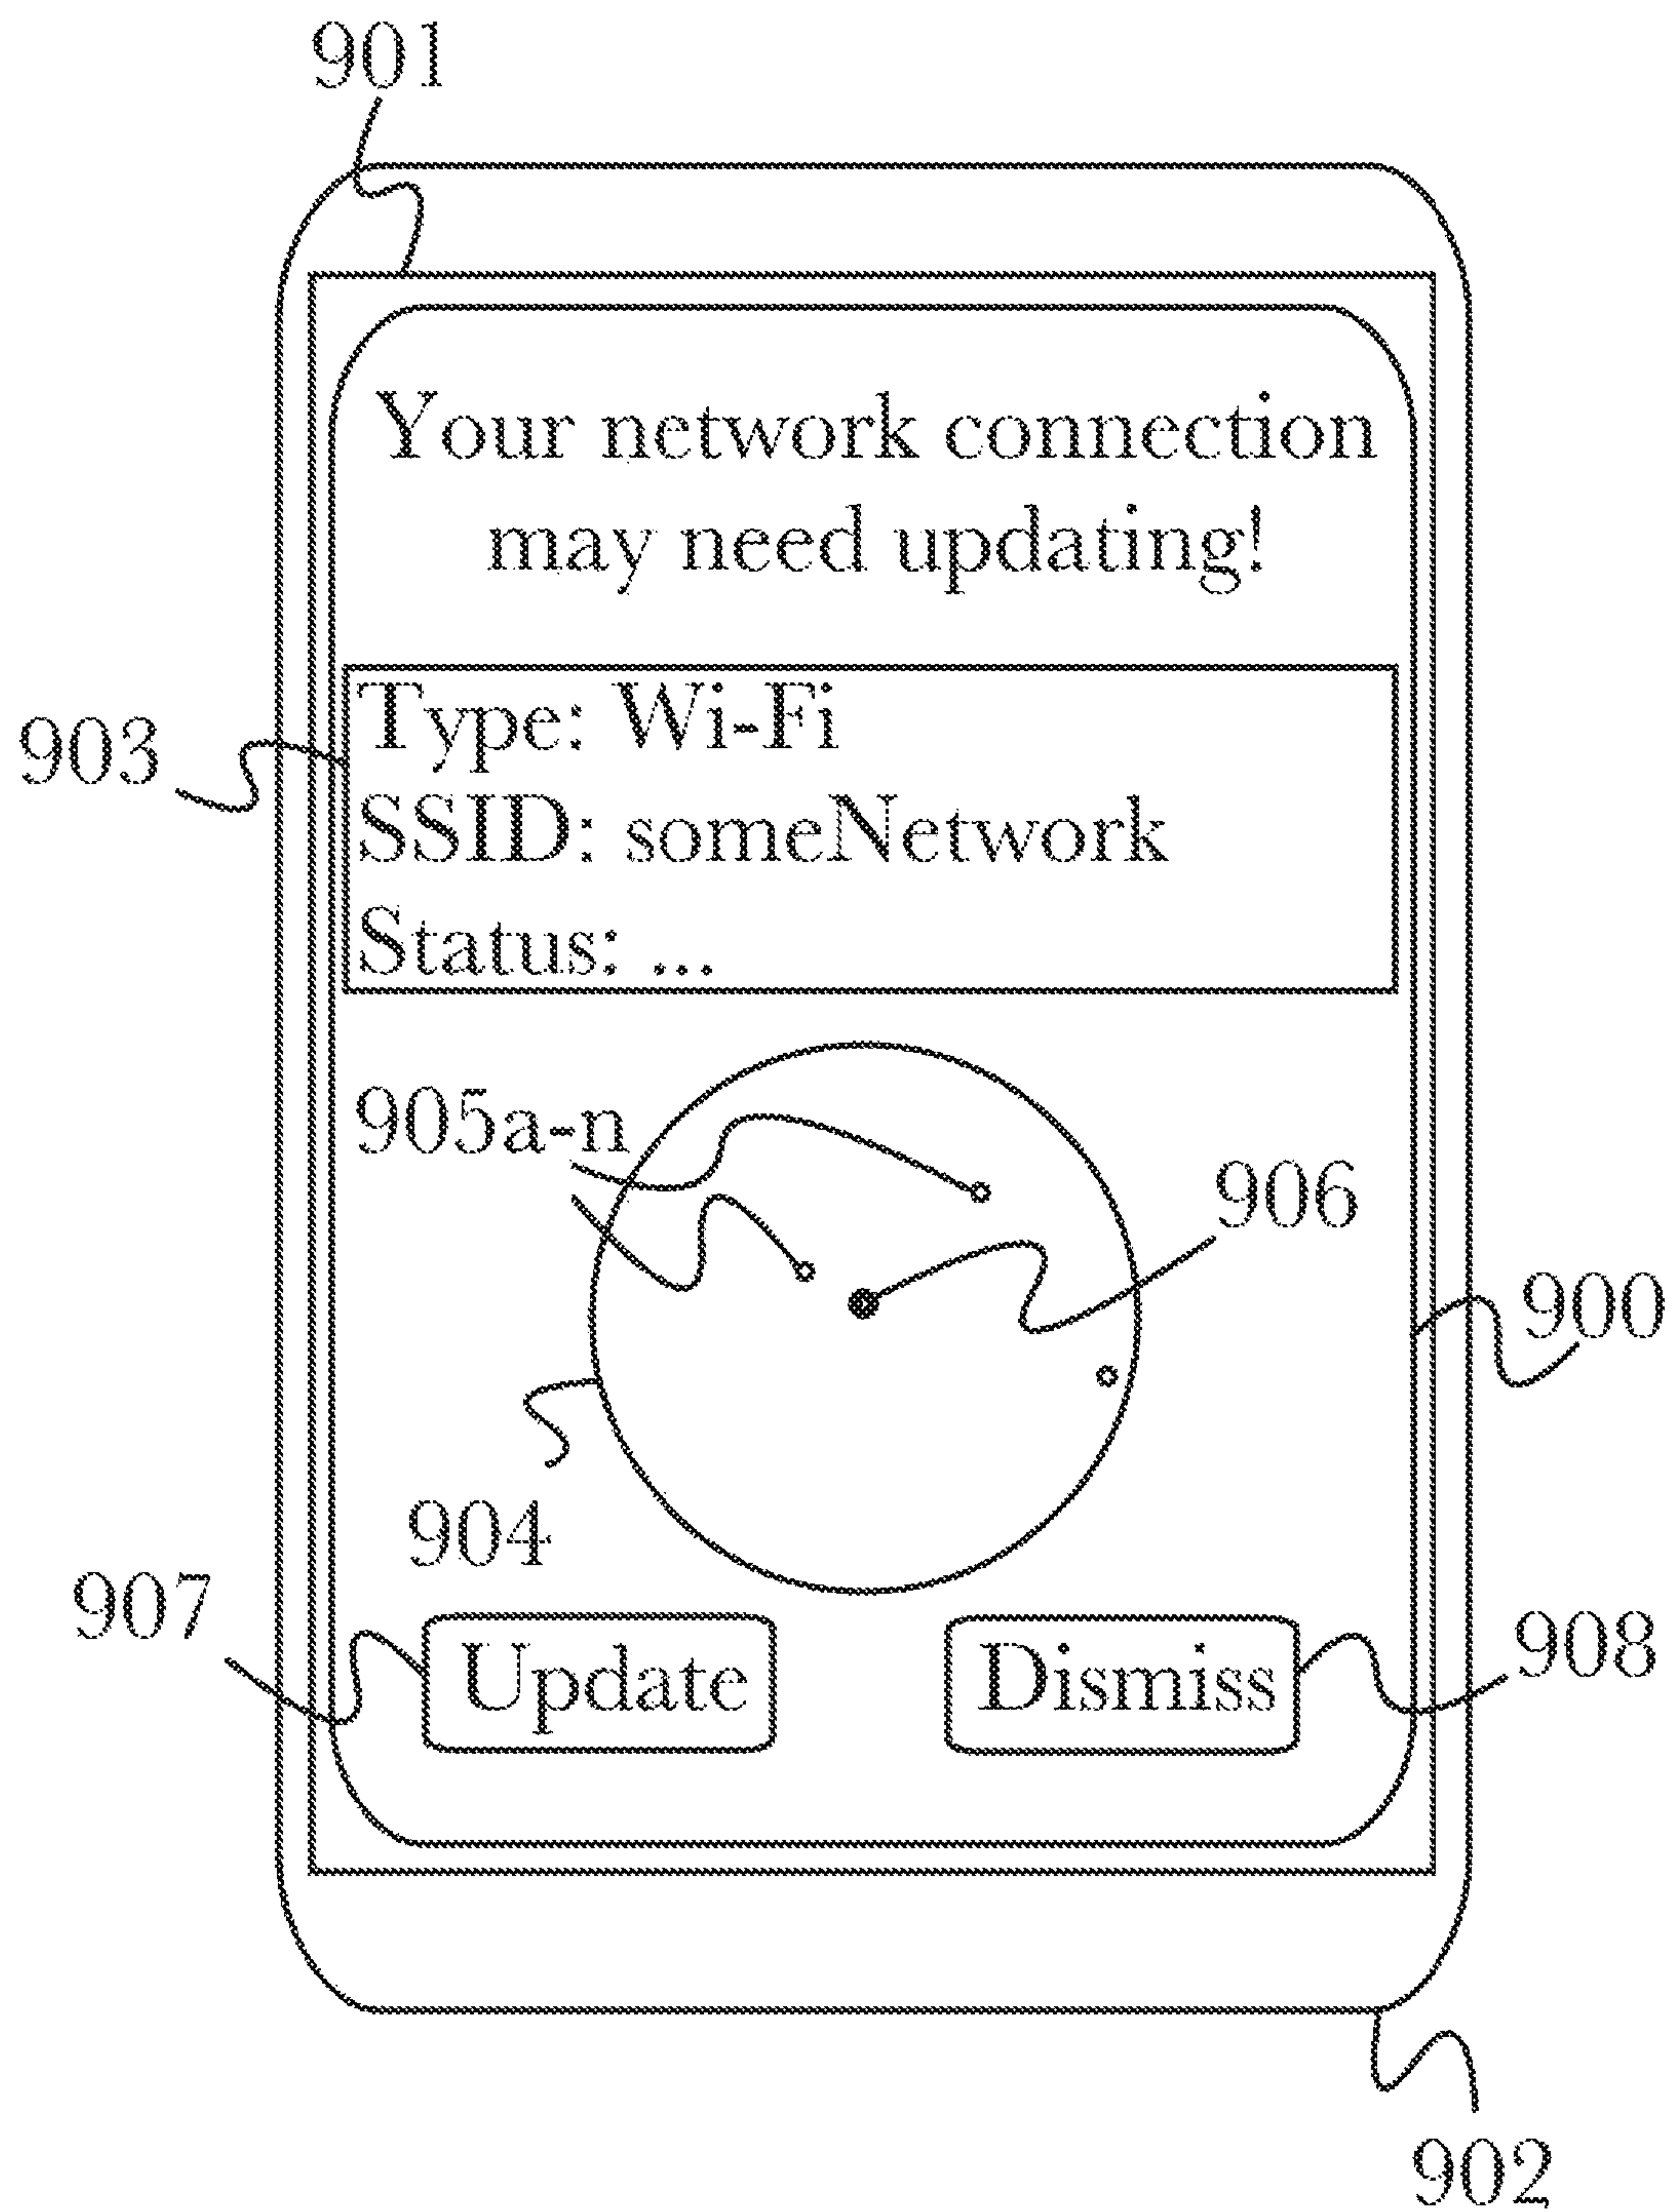 901
Your network connection
may need updating!
903
Type: Wi-Fi
SSID: someNetwork
Status: ...
905a-n
906
900
904
907
Update
Dismiss
908
902